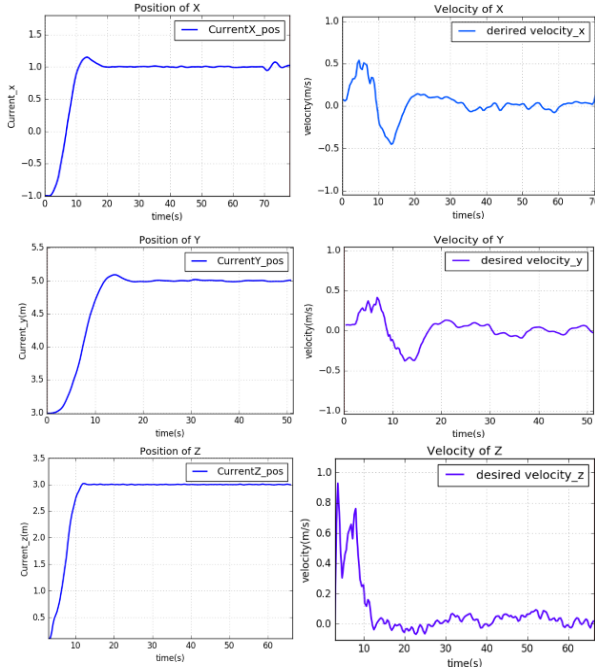 Position of X
CurrentX_pos
Current_x
1.0
0.5
0.0
−0.5
−1.0
0 10 20 30 40 50 60 70
time(s)
Velocity of X
derired velocity_x
velocity(m/s)
1.0
0.5
0.0
−0.5
−1.0
0 10 20 30 40 50 60 70
time(s)
Position of Y
CurrentY_pos
Current_y(m)
5.5
5.0
4.5
4.0
3.5
3.0
0 10 20 30 40 50
time(s)
Velocity of Y
desired velocity_y
velocity(m/s)
1.0
0.5
0.0
−0.5
−1.0
0 10 20 30 40 50
time(s)
Position of Z
CurrentZ_pos
Current_z(m)
3.5
3.0
2.5
2.0
1.5
1.0
0.5
10 20 30 40 50 60
time(s)
Velocity of Z
desired velocity_z
velocity(m/s)
1.0
0.8
0.6
0.4
0.2
0.0
10 20 30 40 50 60
time(s)